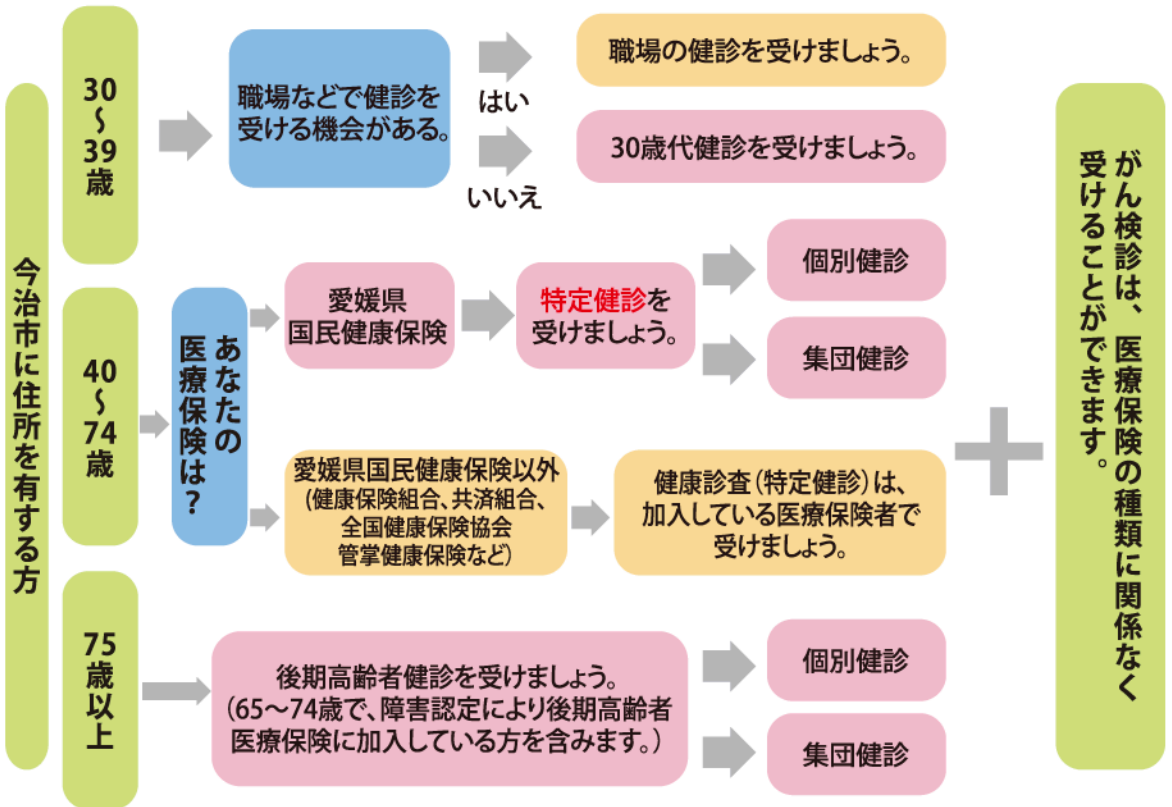 今治市に住所を有する方
30～39歳
職場などで健診を
受ける機会がある。
はい
職場の健診を受けましょう。
いいえ
30歳代健診を受けましょう。
40～74歳
あなたの
医療保険は？
愛媛県
国民健康保険
特定健診を
受けましょう。
個別健診
集団健診
愛媛県国民健康保険以外
(健康保険組合、共済組合、
全国健康保険協会
管掌健康保険など)
健康診査(特定健診)は、
加入している医療保険者で
受けましょう。
75歳以上
後期高齢者健診を受けましょう。
(65～74歳で、障害認定により後期高齢者
医療保険に加入している方を含みます。)
個別健診
集団健診
がん検診は、医療保険の種類に関係なく
受けることができます。